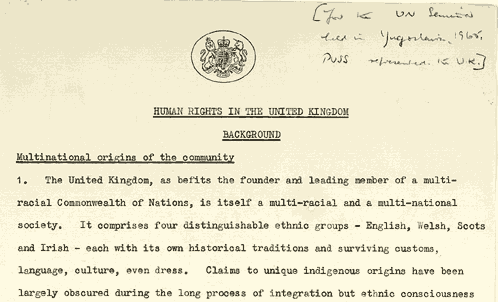 [For the UN Seminar
held in Yugoslavia, 1965.
PUSS represented the U.K.]
HUMAN RIGHTS IN THE UNITED KINGDOM
BACKGROUND
Multinational origins of the community
1. The United Kingdom, as befits the founder and leading member of a multi-
racial Commonwealth of Nations, is itself a multi-racial and a multi-national
society. It comprises four distinguishable ethnic groups - English, Welsh, Scots
and Irish - each with its own historical traditions and surviving customs,
language, culture, even dress. Claims to unique indigenous origins have been
largely obscured during the long process of integration but ethnic consciousness